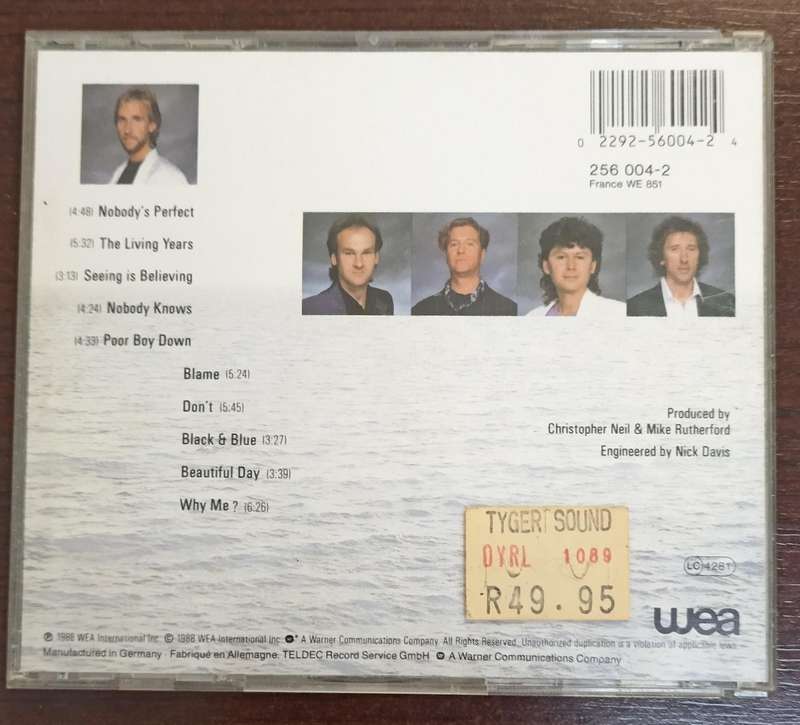 0 2292-56004-2 4
256 004-2
France WE 851
(4:48) Nobody's Perfect
(5:32) The Living Years
(3:13) Seeing is Believing
(4:24) Nobody Knows
(4:33) Poor Boy Down
Blame (5:24)
Don't (5:45)
Black & Blue (3:27)
Beautiful Day (3:39)
Why Me? (6:26)
Produced by
Christopher Neil & Mike Rutherford
Engineered by Nick Davis
TYGER SOUND
DYRL 1089
R49.95
LC 4281
wea
℗ 1988 WEA International Inc. © 1988 WEA International Inc. A Warner Communications Company. All Rights Reserved. Unauthorized duplication is a violation of applicable laws.
Manufactured in Germany · Fabriqué en Allemagne. TELDEC Record Service GmbH A Warner Communications Company